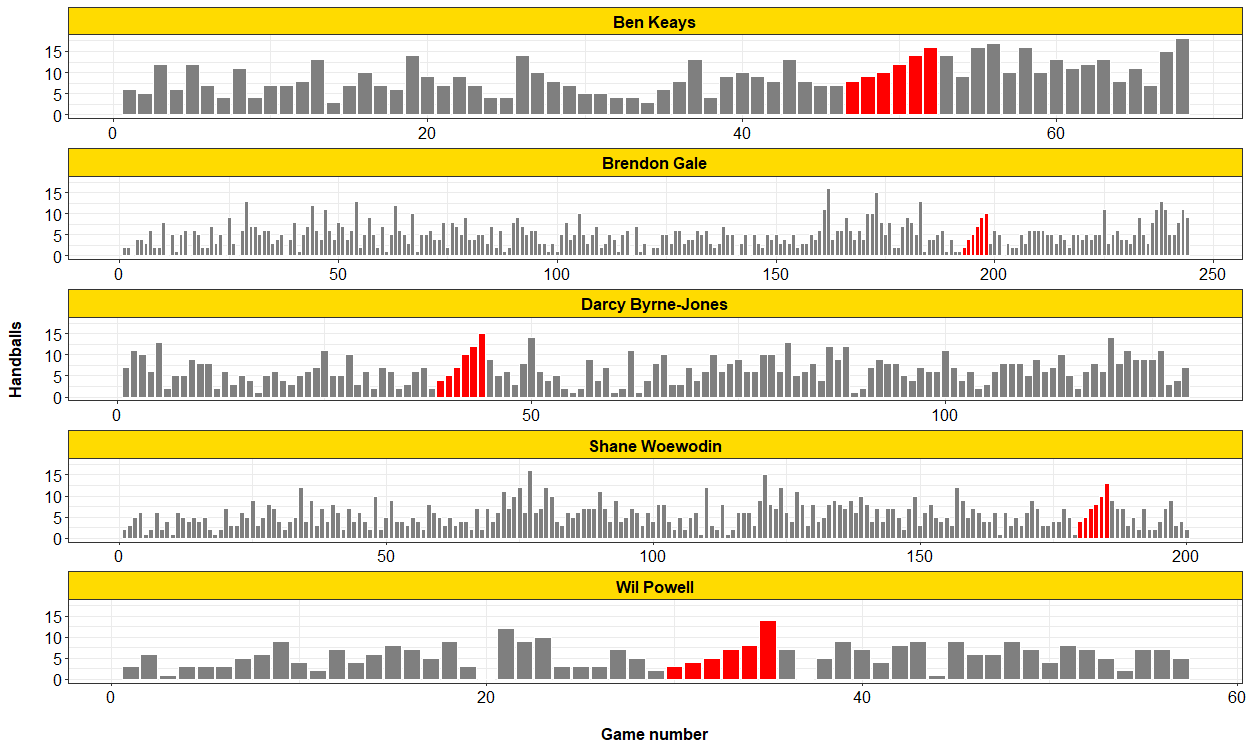 Ben Keays
15
10
5
0
0 20 40 60
Brendon Gale
15
10
5
0
0 50 100 150 200 250
Handballs
Darcy Byrne-Jones
15
10
5
0
0 50 100
Shane Woewodin
15
10
5
0
0 50 100 150 200
Wil Powell
15
10
5
0
0 20 40 60
Game number